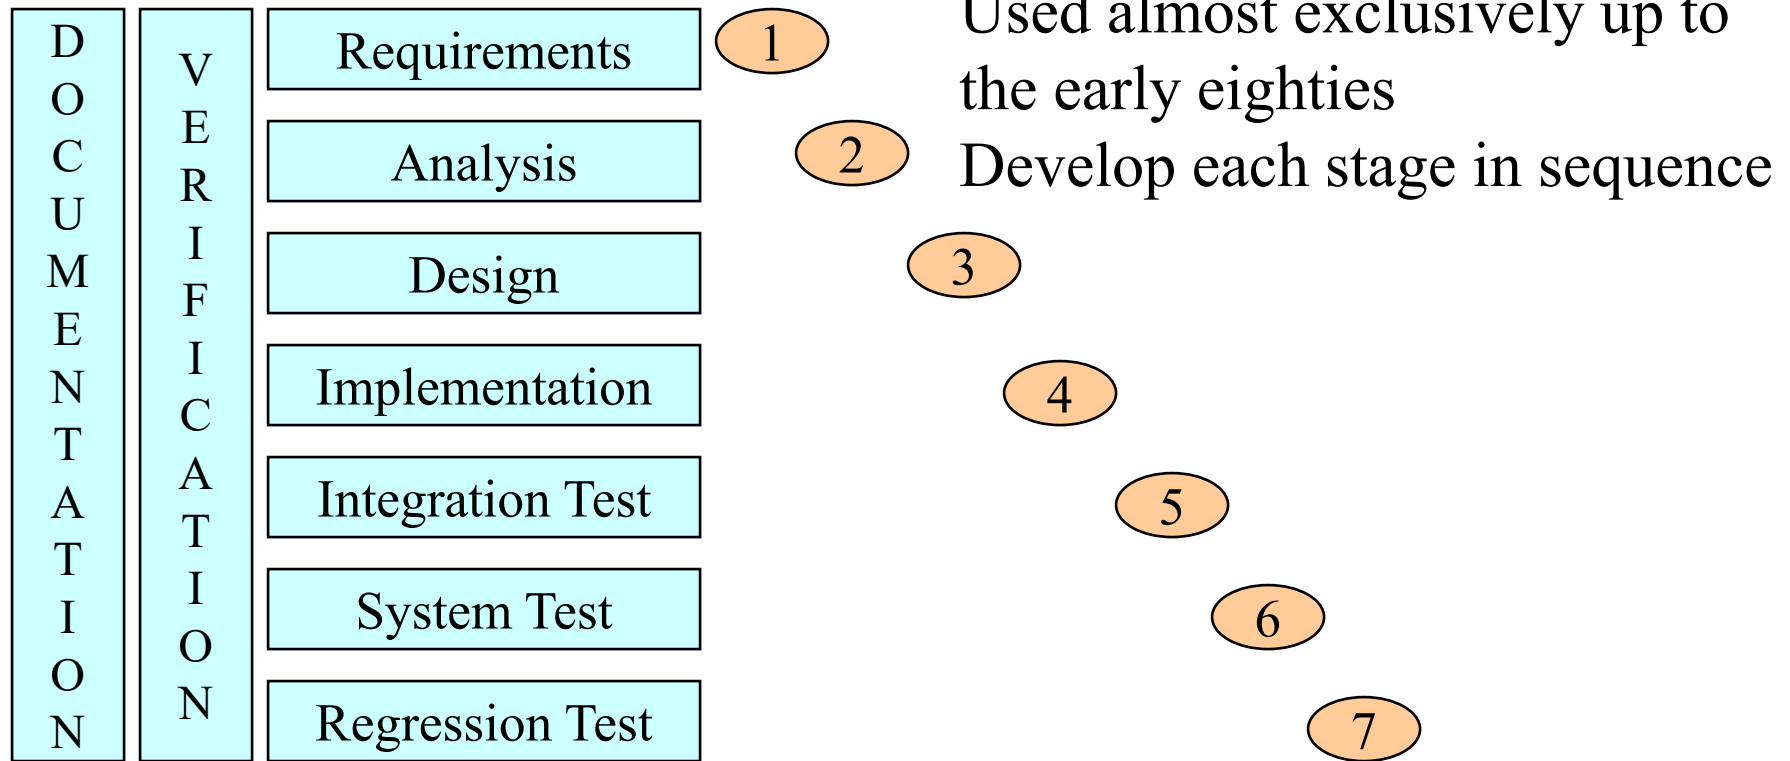 DOCUMENTATION
VERIFICATION
Requirements
1
Used almost exclusively up to
the early eighties
Develop each stage in sequence
Analysis
2
Design
3
Implementation
4
Integration Test
5
System Test
6
Regression Test
7